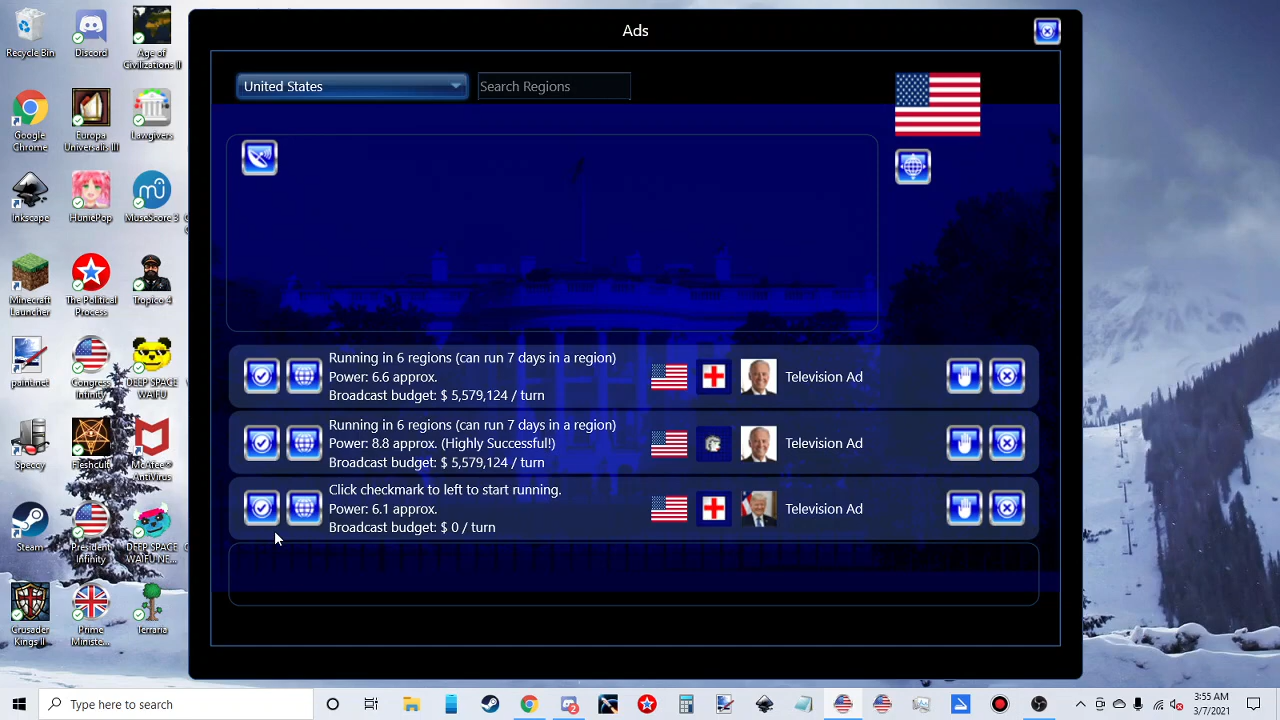 Ads
United States
Search Regions
Running in 6 regions (can run 7 days in a region)
Power: 6.6 approx.
Broadcast budget: $ 5,579,124 / turn
Television Ad
Running in 6 regions (can run 7 days in a region)
Power: 8.8 approx. (Highly Successful!)
Broadcast budget: $ 5,579,124 / turn
Television Ad
Click checkmark to left to start running.
Power: 6.1 approx.
Broadcast budget: $ 0 / turn
Television Ad
Recycle Bin
Discord
Age of
Civilizations II
Google
Chrome
Europa
Universalis III
Lawgivers
Inkscape
HuniePop
MuseScore 3
Minecraft
Launcher
The Political
Process
Tropico 4
paint.net
Congress
Infinity
DEEP SPACE
WAIFU
Speccy
Fleshcult
McAfee®
AntiVirus
Steam
President
Infinity
DEEP SPACE
WAIFU NE...
Crusader
Kings II
Prime
Ministe...
Terraria
Type here to search
3:55 AM
3/7/2021